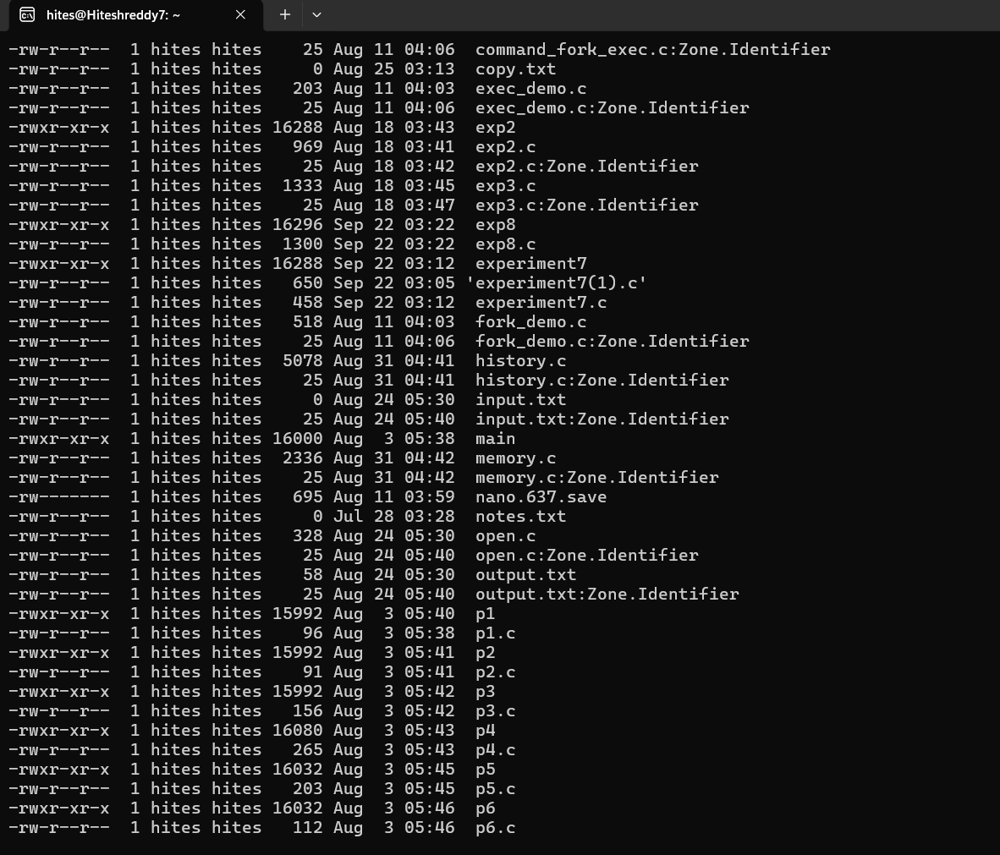 hites@Hiteshreddy7: ~
-rw-r--r--  1 hites hites    25 Aug 11 04:06  command_fork_exec.c:Zone.Identifier
-rw-r--r--  1 hites hites     0 Aug 25 03:13  copy.txt
-rw-r--r--  1 hites hites   203 Aug 11 04:03  exec_demo.c
-rw-r--r--  1 hites hites    25 Aug 11 04:06  exec_demo.c:Zone.Identifier
-rwxr-xr-x  1 hites hites 16288 Aug 18 03:43  exp2
-rw-r--r--  1 hites hites   969 Aug 18 03:41  exp2.c
-rw-r--r--  1 hites hites    25 Aug 18 03:42  exp2.c:Zone.Identifier
-rw-r--r--  1 hites hites  1333 Aug 18 03:45  exp3.c
-rw-r--r--  1 hites hites    25 Aug 18 03:47  exp3.c:Zone.Identifier
-rwxr-xr-x  1 hites hites 16296 Sep 22 03:22  exp8
-rw-r--r--  1 hites hites  1300 Sep 22 03:22  exp8.c
-rwxr-xr-x  1 hites hites 16288 Sep 22 03:12  experiment7
-rw-r--r--  1 hites hites   650 Sep 22 03:05 'experiment7(1).c'
-rw-r--r--  1 hites hites   458 Sep 22 03:12  experiment7.c
-rw-r--r--  1 hites hites   518 Aug 11 04:03  fork_demo.c
-rw-r--r--  1 hites hites    25 Aug 11 04:06  fork_demo.c:Zone.Identifier
-rw-r--r--  1 hites hites  5078 Aug 31 04:41  history.c
-rw-r--r--  1 hites hites    25 Aug 31 04:41  history.c:Zone.Identifier
-rw-r--r--  1 hites hites     0 Aug 24 05:30  input.txt
-rw-r--r--  1 hites hites    25 Aug 24 05:40  input.txt:Zone.Identifier
-rwxr-xr-x  1 hites hites 16000 Aug  3 05:38  main
-rw-r--r--  1 hites hites  2336 Aug 31 04:42  memory.c
-rw-r--r--  1 hites hites    25 Aug 31 04:42  memory.c:Zone.Identifier
-rw-------  1 hites hites   695 Aug 11 03:59  nano.637.save
-rw-r--r--  1 hites hites     0 Jul 28 03:28  notes.txt
-rw-r--r--  1 hites hites   328 Aug 24 05:30  open.c
-rw-r--r--  1 hites hites    25 Aug 24 05:40  open.c:Zone.Identifier
-rw-r--r--  1 hites hites    58 Aug 24 05:30  output.txt
-rw-r--r--  1 hites hites    25 Aug 24 05:40  output.txt:Zone.Identifier
-rwxr-xr-x  1 hites hites 15992 Aug  3 05:40  p1
-rw-r--r--  1 hites hites    96 Aug  3 05:38  p1.c
-rwxr-xr-x  1 hites hites 15992 Aug  3 05:41  p2
-rw-r--r--  1 hites hites    91 Aug  3 05:41  p2.c
-rwxr-xr-x  1 hites hites 15992 Aug  3 05:42  p3
-rw-r--r--  1 hites hites   156 Aug  3 05:42  p3.c
-rwxr-xr-x  1 hites hites 16080 Aug  3 05:43  p4
-rw-r--r--  1 hites hites   265 Aug  3 05:43  p4.c
-rwxr-xr-x  1 hites hites 16032 Aug  3 05:45  p5
-rw-r--r--  1 hites hites   203 Aug  3 05:45  p5.c
-rwxr-xr-x  1 hites hites 16032 Aug  3 05:46  p6
-rw-r--r--  1 hites hites   112 Aug  3 05:46  p6.c